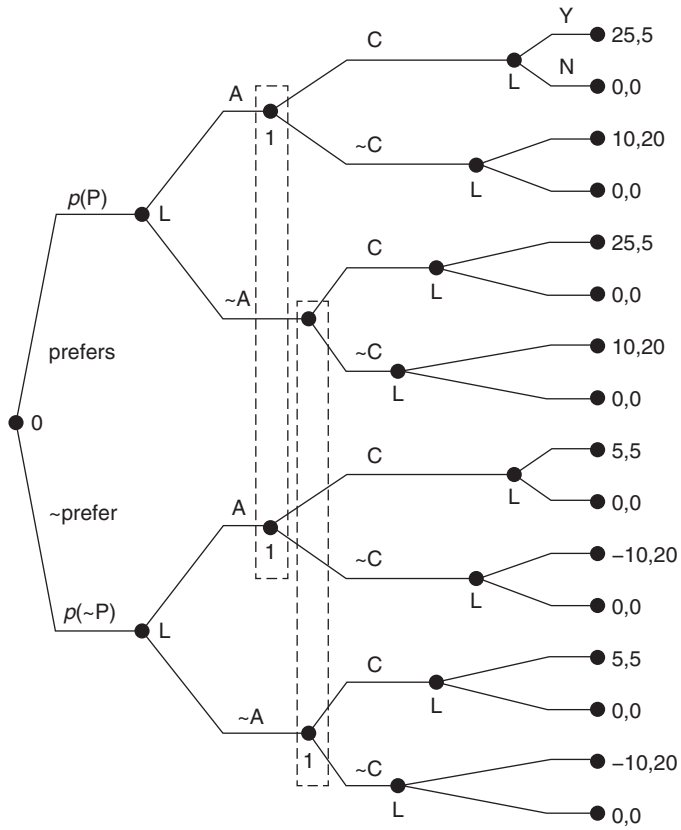 Y
C
25,5
N
L
A
0,0
1
~C
10,20
L
p(P)
0,0
L
C
25,5
~A
L
0,0
prefers
~C
10,20
L
0,0
0
C
5,5
~prefer
A
L
0,0
1
~C
–10,20
L
0,0
p(~P)
L
C
5,5
~A
L
0,0
1
~C
–10,20
L
0,0